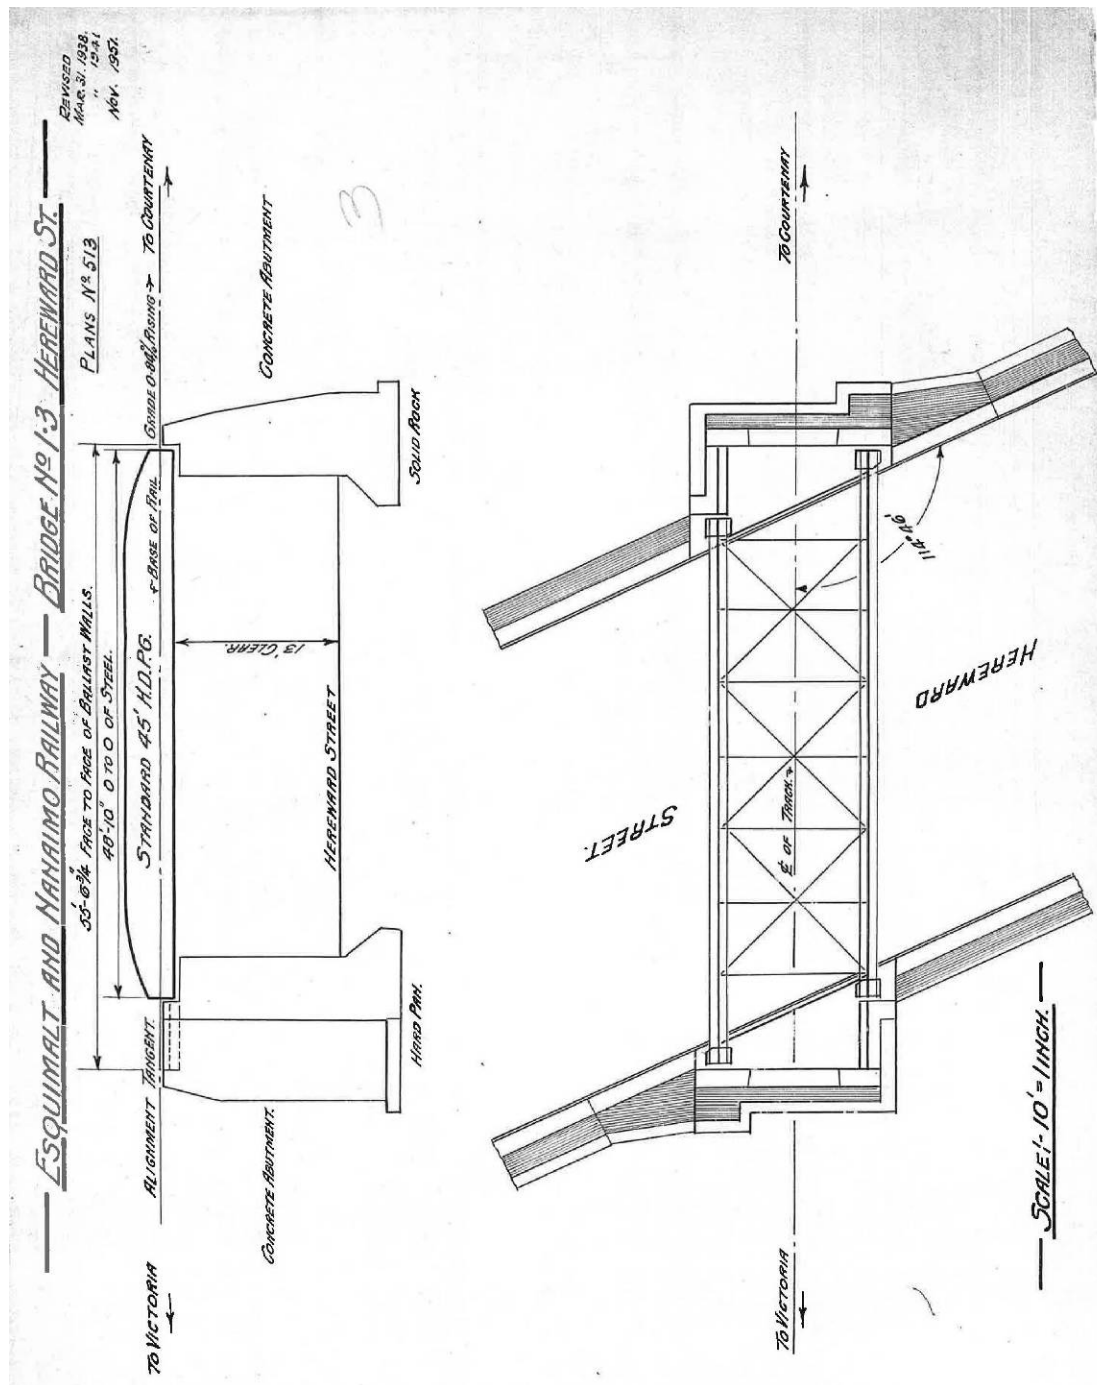 ESQUIMALT AND NANAIMO RAILWAY — BRIDGE Nº 1·3 HEREWARD ST.
REVISED
MAR. 31. 1938.
" 1941
NOV. 1951.
PLANS Nº 513
55'-6¾" FACE TO FACE OF BALLAST WALLS.
48'-10" O TO O OF STEEL.
STANDARD 45' H.D.P.G.
TO VICTORIA
ALIGNMENT TANGENT.
BASE OF RAIL
GRADE 0.84% RISING
TO COURTENAY
13' CLEAR.
CONCRETE ABUTMENT.
HEREWARD STREET
CONCRETE ABUTMENT
3
HARD PAN.
SOLID ROCK
STREET.
TO VICTORIA
℄ OF TRACK.
TO COURTENAY
114°46'
HEREWARD
SCALE:- 10' = 1 INCH.